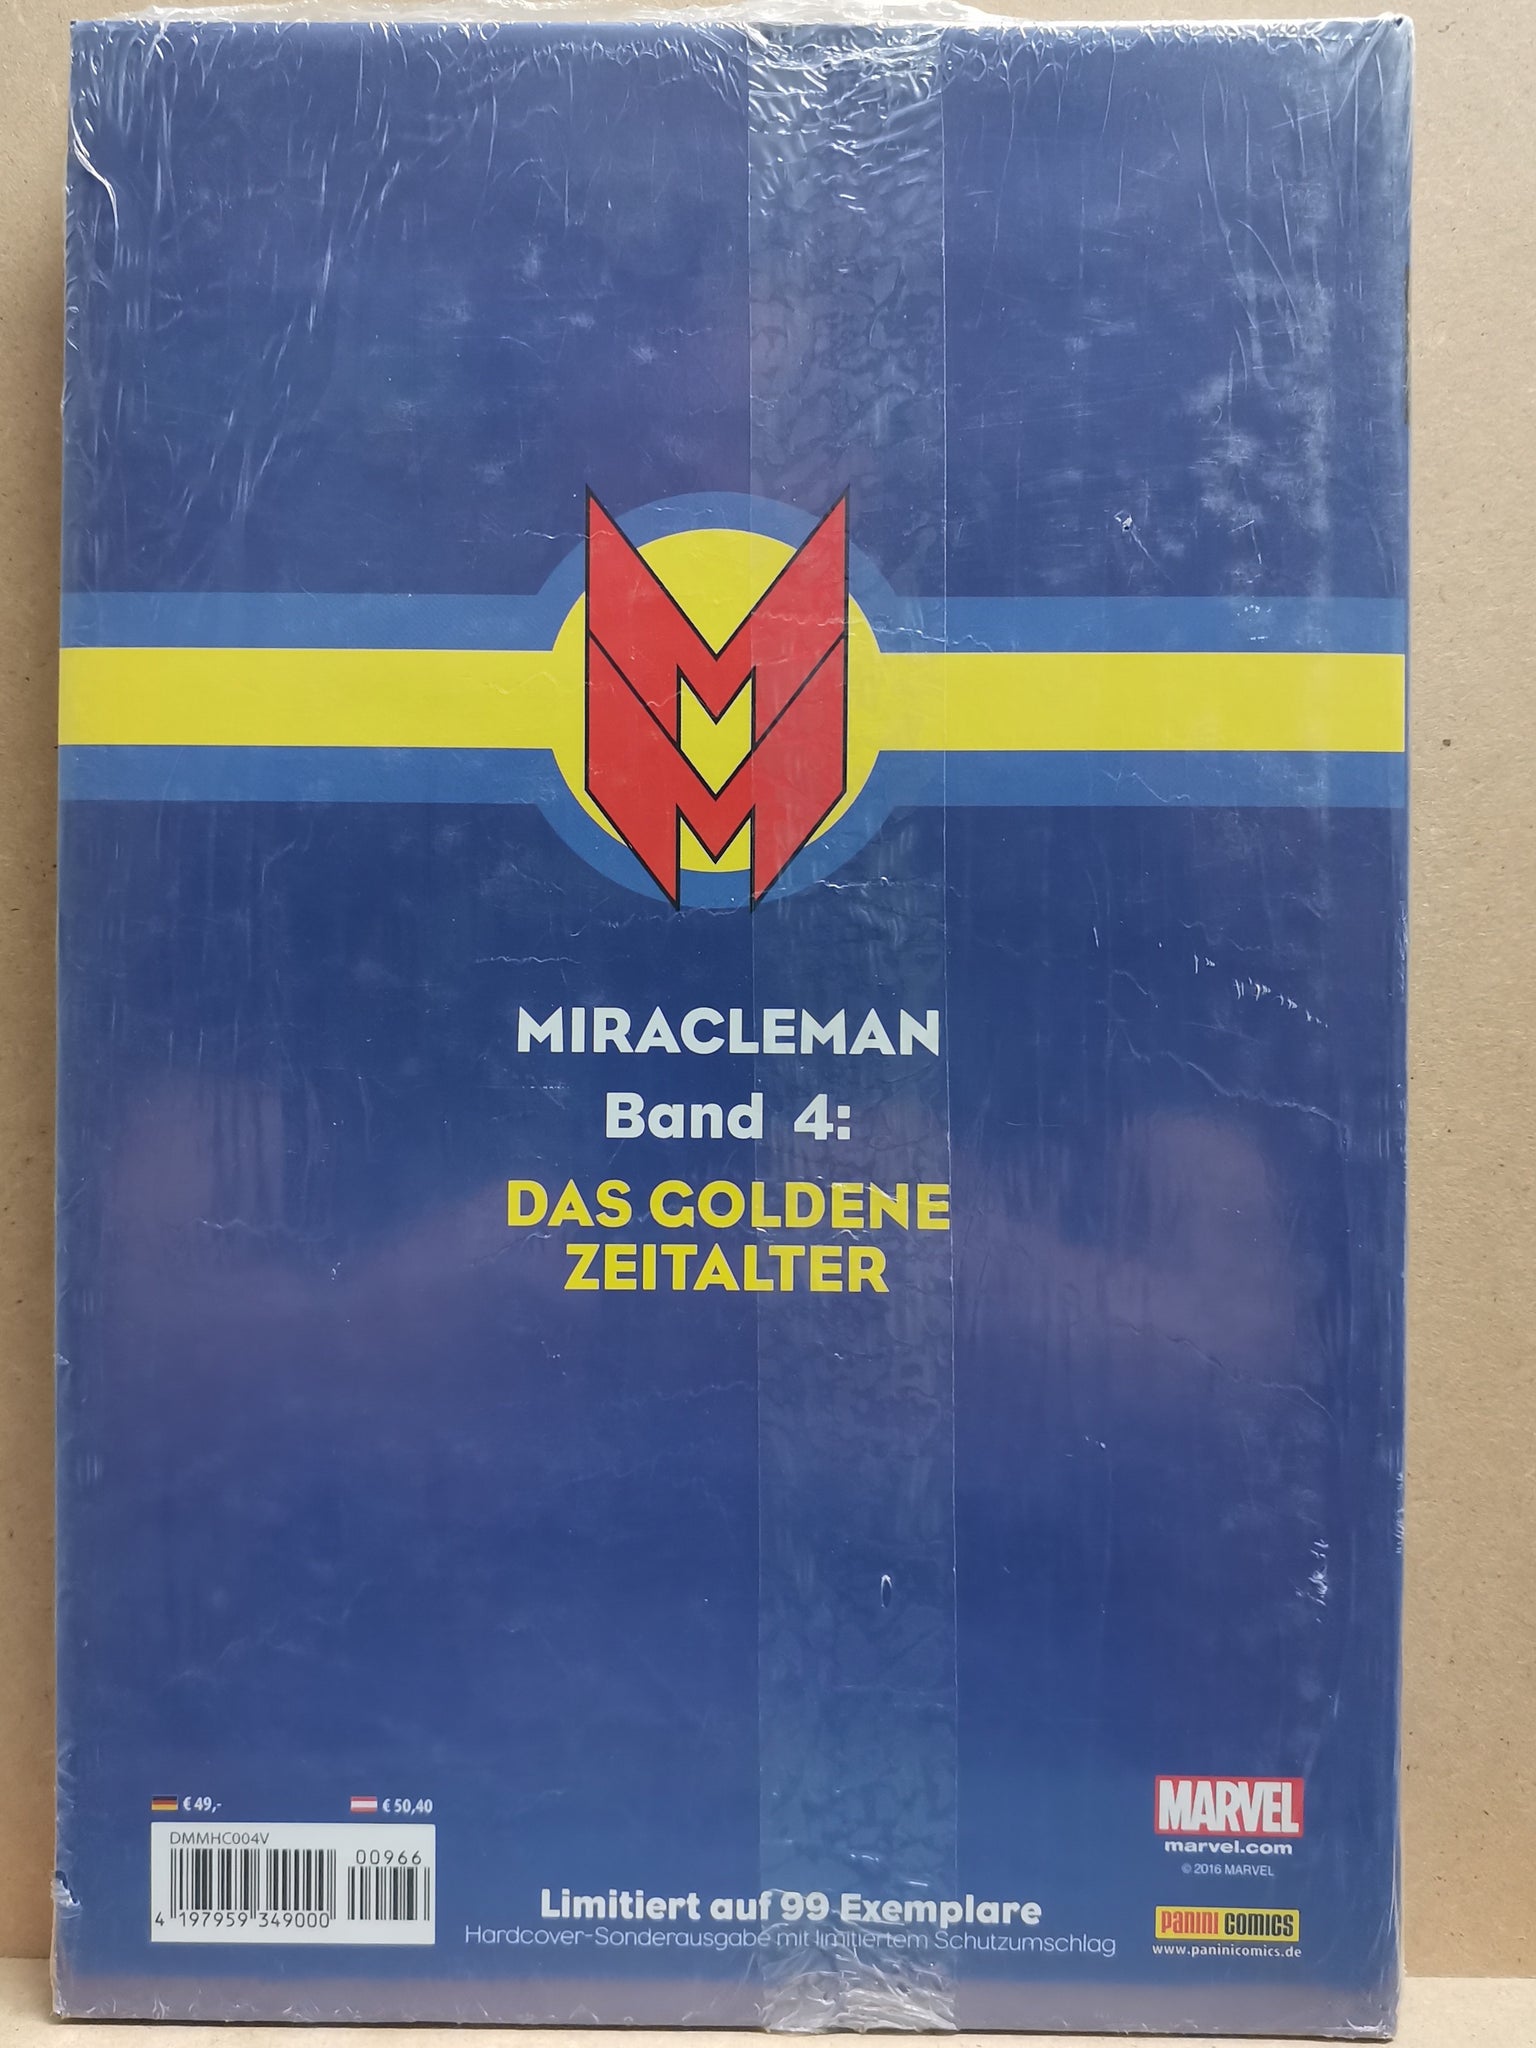 MIRACLEMAN
Band 4:
DAS GOLDENE
ZEITALTER
€ 49,-
€ 50,40
DMMHC004V
00966
4 197959 349000
Limitiert auf 99 Exemplare
Hardcover-Sonderausgabe mit limitiertem Schutzumschlag
MARVEL
marvel.com
© 2016 MARVEL
PANINI COMICS
www.paninicomics.de